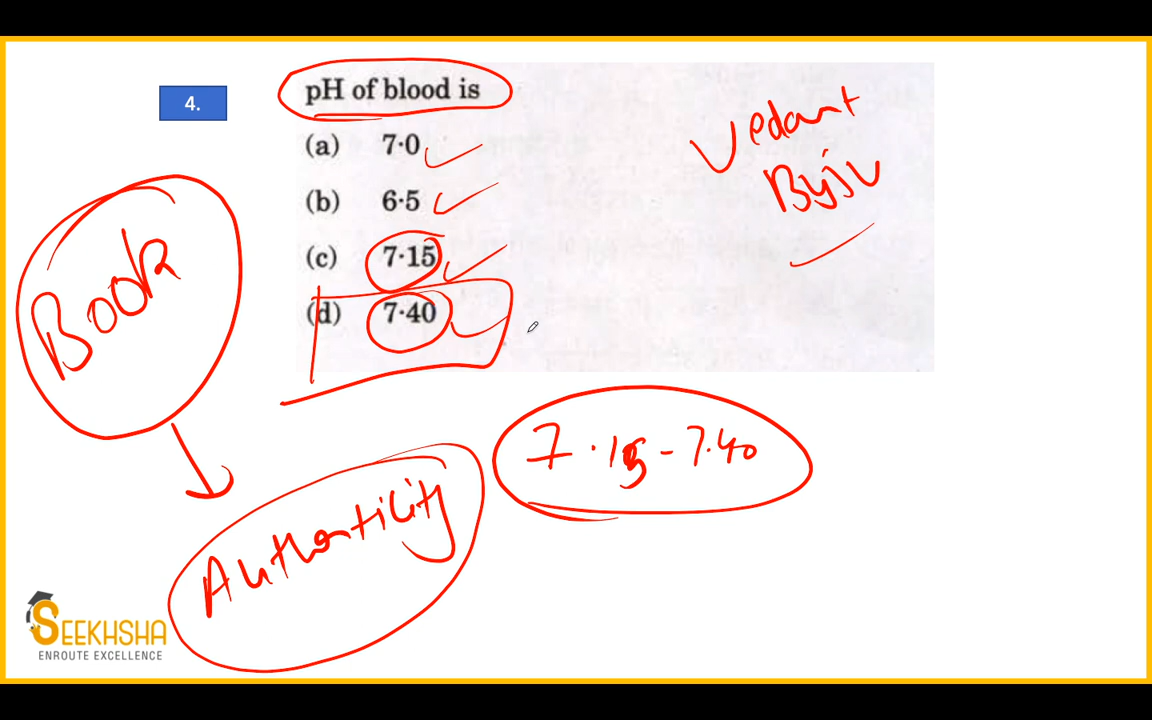 4.
pH of blood is
(a) 7·0
(b) 6·5
(c) 7·15
(d) 7·40
Vedant
Byju
Book
7·15-7.40
Authentility
SEEKHSHA
ENROUTE EXCELLENCE